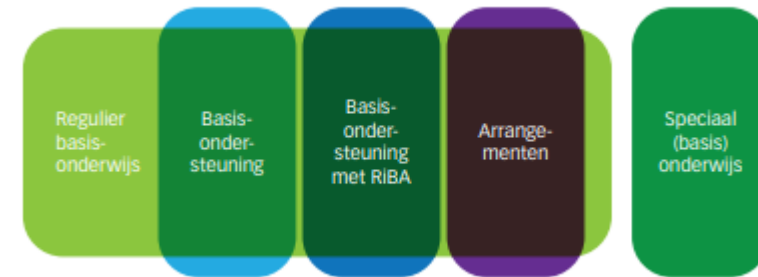 Regulier
basis-
onderwijs
Basis-
onder-
steuning
Basis-
onder-
steuning
met RiBA
Arrange-
menten
Speciaal
(basis)
onderwijs